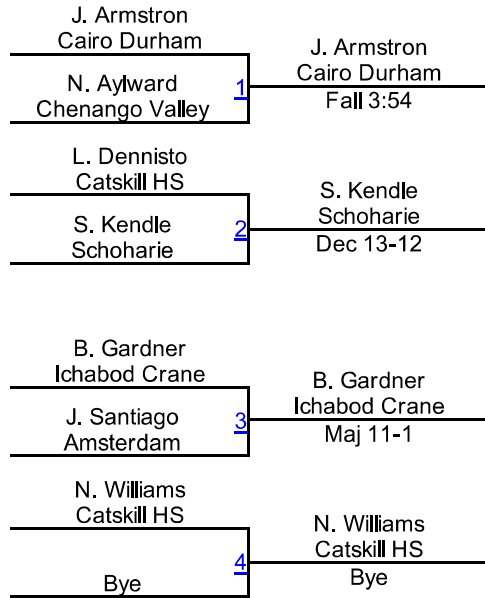 J. Armstron
Cairo Durham
N. Aylward
Chenango Valley
1
J. Armstron
Cairo Durham
Fall 3:54
L. Dennisto
Catskill HS
S. Kendle
Schoharie
2
S. Kendle
Schoharie
Dec 13-12
B. Gardner
Ichabod Crane
J. Santiago
Amsterdam
3
B. Gardner
Ichabod Crane
Maj 11-1
N. Williams
Catskill HS
Bye
4
N. Williams
Catskill HS
Bye